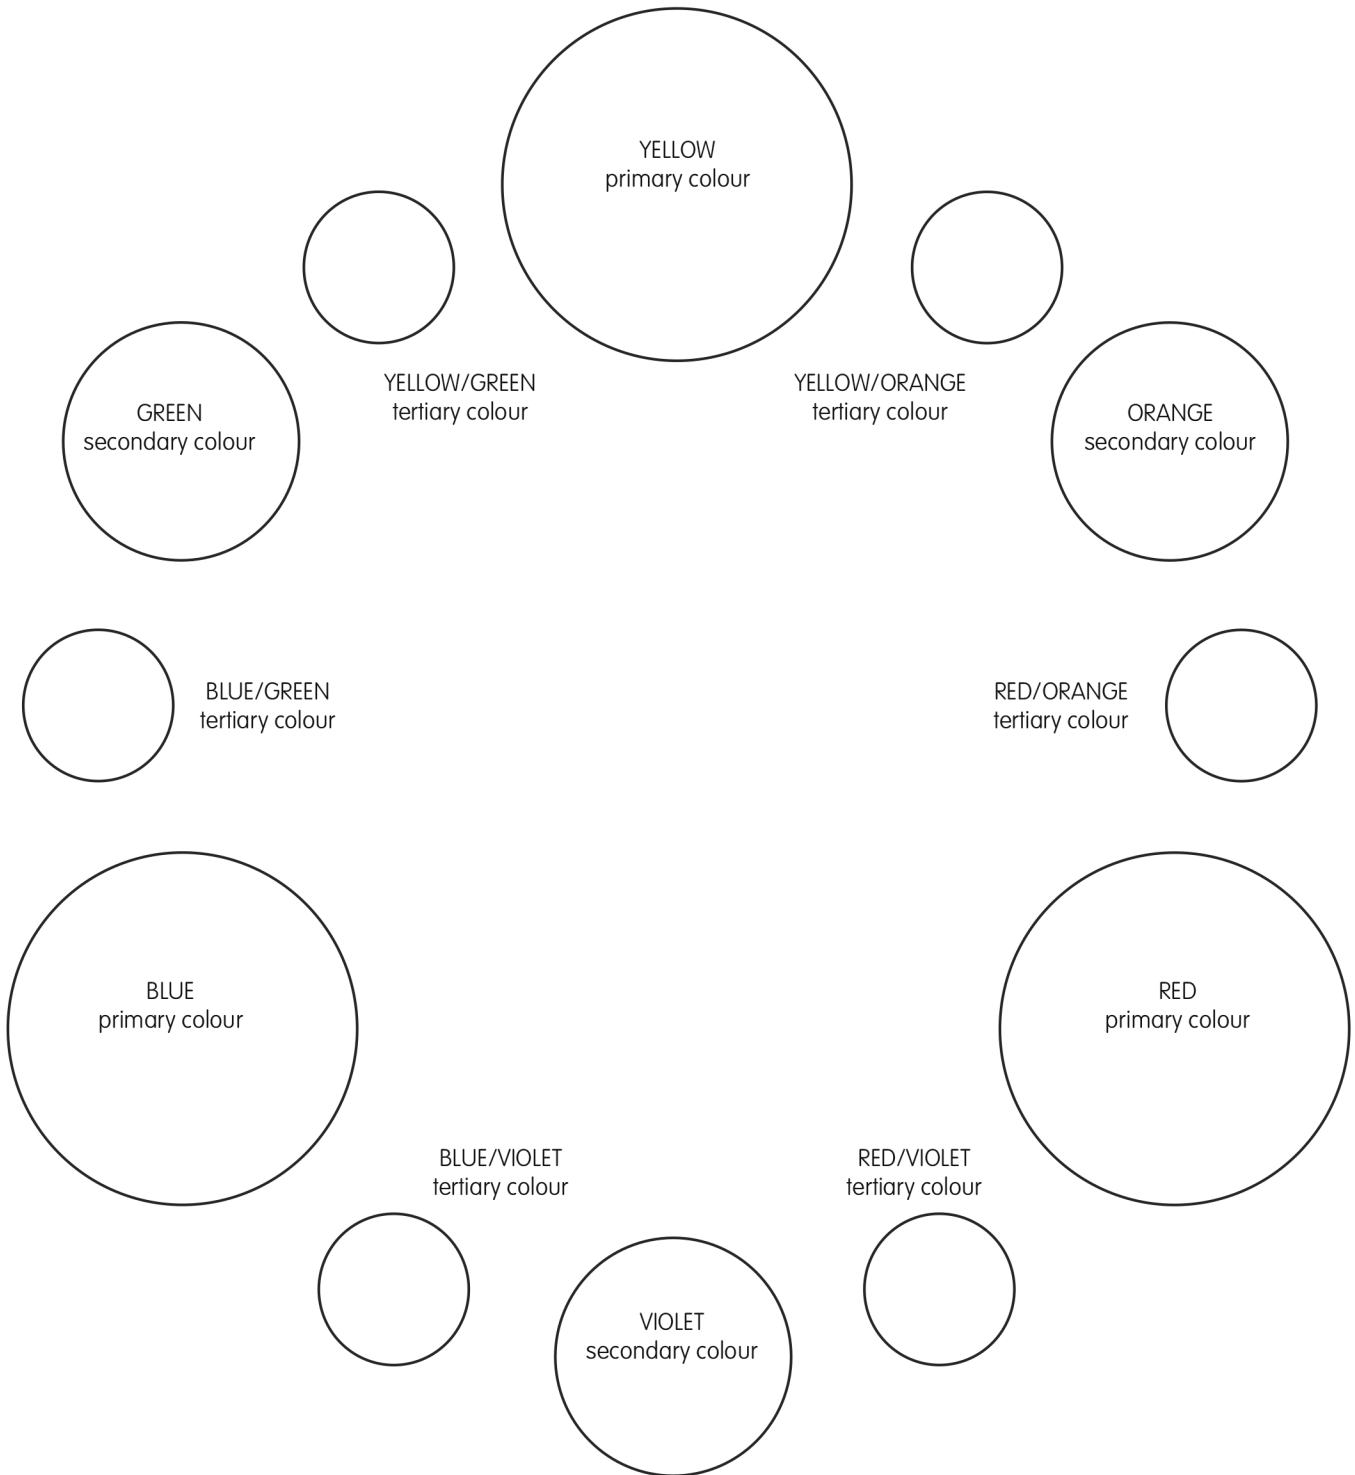 YELLOW
primary colour
YELLOW/GREEN
tertiary colour
YELLOW/ORANGE
tertiary colour
GREEN
secondary colour
ORANGE
secondary colour
BLUE/GREEN
tertiary colour
RED/ORANGE
tertiary colour
BLUE
primary colour
RED
primary colour
BLUE/VIOLET
tertiary colour
RED/VIOLET
tertiary colour
VIOLET
secondary colour